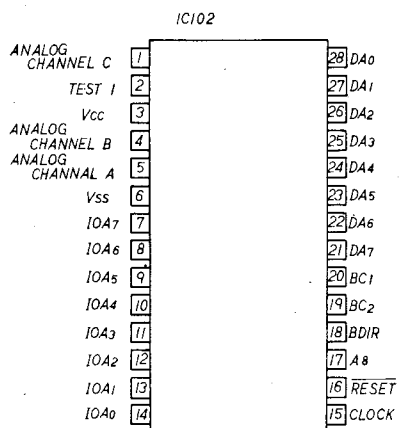 IC102
ANALOG
CHANNEL C 1
TEST 1 2
Vcc 3
ANALOG
CHANNEL B 4
ANALOG
CHANNAL A 5
Vss 6
IOA7 7
IOA6 8
IOA5 9
IOA4 10
IOA3 11
IOA2 12
IOA1 13
IOA0 14
28 DA0
27 DA1
26 DA2
25 DA3
24 DA4
23 DA5
22 DA6
21 DA7
20 BC1
19 BC2
18 BDIR
17 A8
16 RESET
15 CLOCK